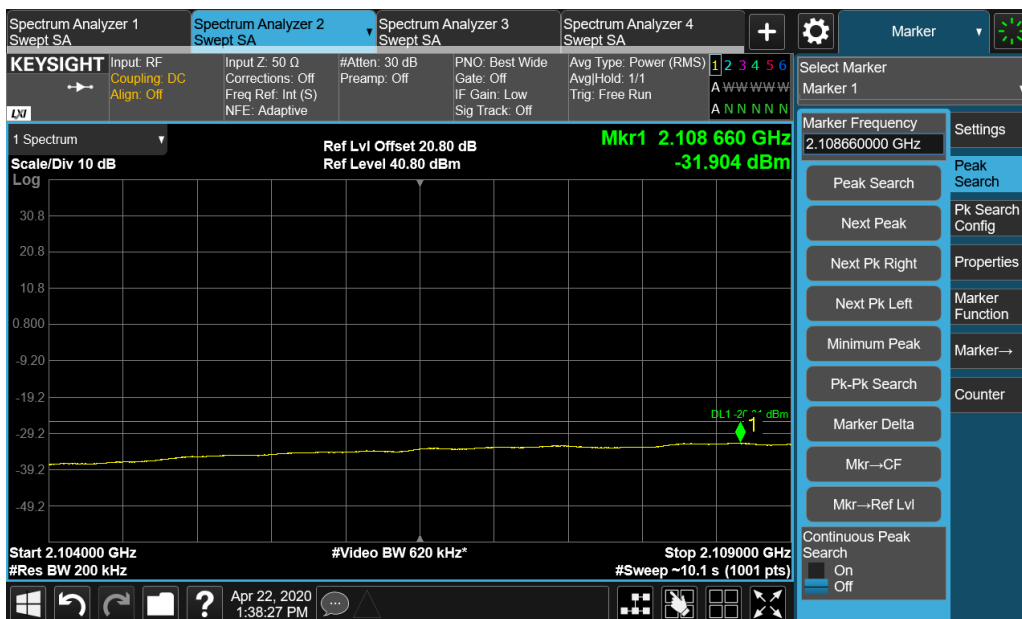 Spectrum Analyzer 1
Swept SA
Spectrum Analyzer 2
Swept SA
Spectrum Analyzer 3
Swept SA
Spectrum Analyzer 4
Swept SA
+
Marker
KEYSIGHT
LXI
Input: RF
Coupling: DC
Align: Off
Input Z: 50 Ω
Corrections: Off
Freq Ref: Int (S)
NFE: Adaptive
#Atten: 30 dB
Preamp: Off
PNO: Best Wide
Gate: Off
IF Gain: Low
Sig Track: Off
Avg Type: Power (RMS)
Avg|Hold: 1/1
Trig: Free Run
1 2 3 4 5 6
A W W W W W
A N N N N N
Select Marker
Marker 1
1 Spectrum
Scale/Div 10 dB
Log
Ref Lvl Offset 20.80 dB
Ref Level 40.80 dBm
Mkr1 2.108 660 GHz
-31.904 dBm
30.8
20.8
10.8
0.800
-9.20
-19.2
-29.2
-39.2
-49.2
DL1 dBm
1
Start 2.104000 GHz
#Video BW 620 kHz*
Stop 2.109000 GHz
#Res BW 200 kHz
#Sweep ~10.1 s (1001 pts)
Marker Frequency
2.108660000 GHz
Peak Search
Next Peak
Next Pk Right
Next Pk Left
Minimum Peak
Pk-Pk Search
Marker Delta
Mkr→CF
Mkr→Ref Lvl
Continuous Peak
Search
On
Off
Settings
Peak
Search
Pk Search
Config
Properties
Marker
Function
Marker→
Counter
?
Apr 22, 2020
1:38:27 PM